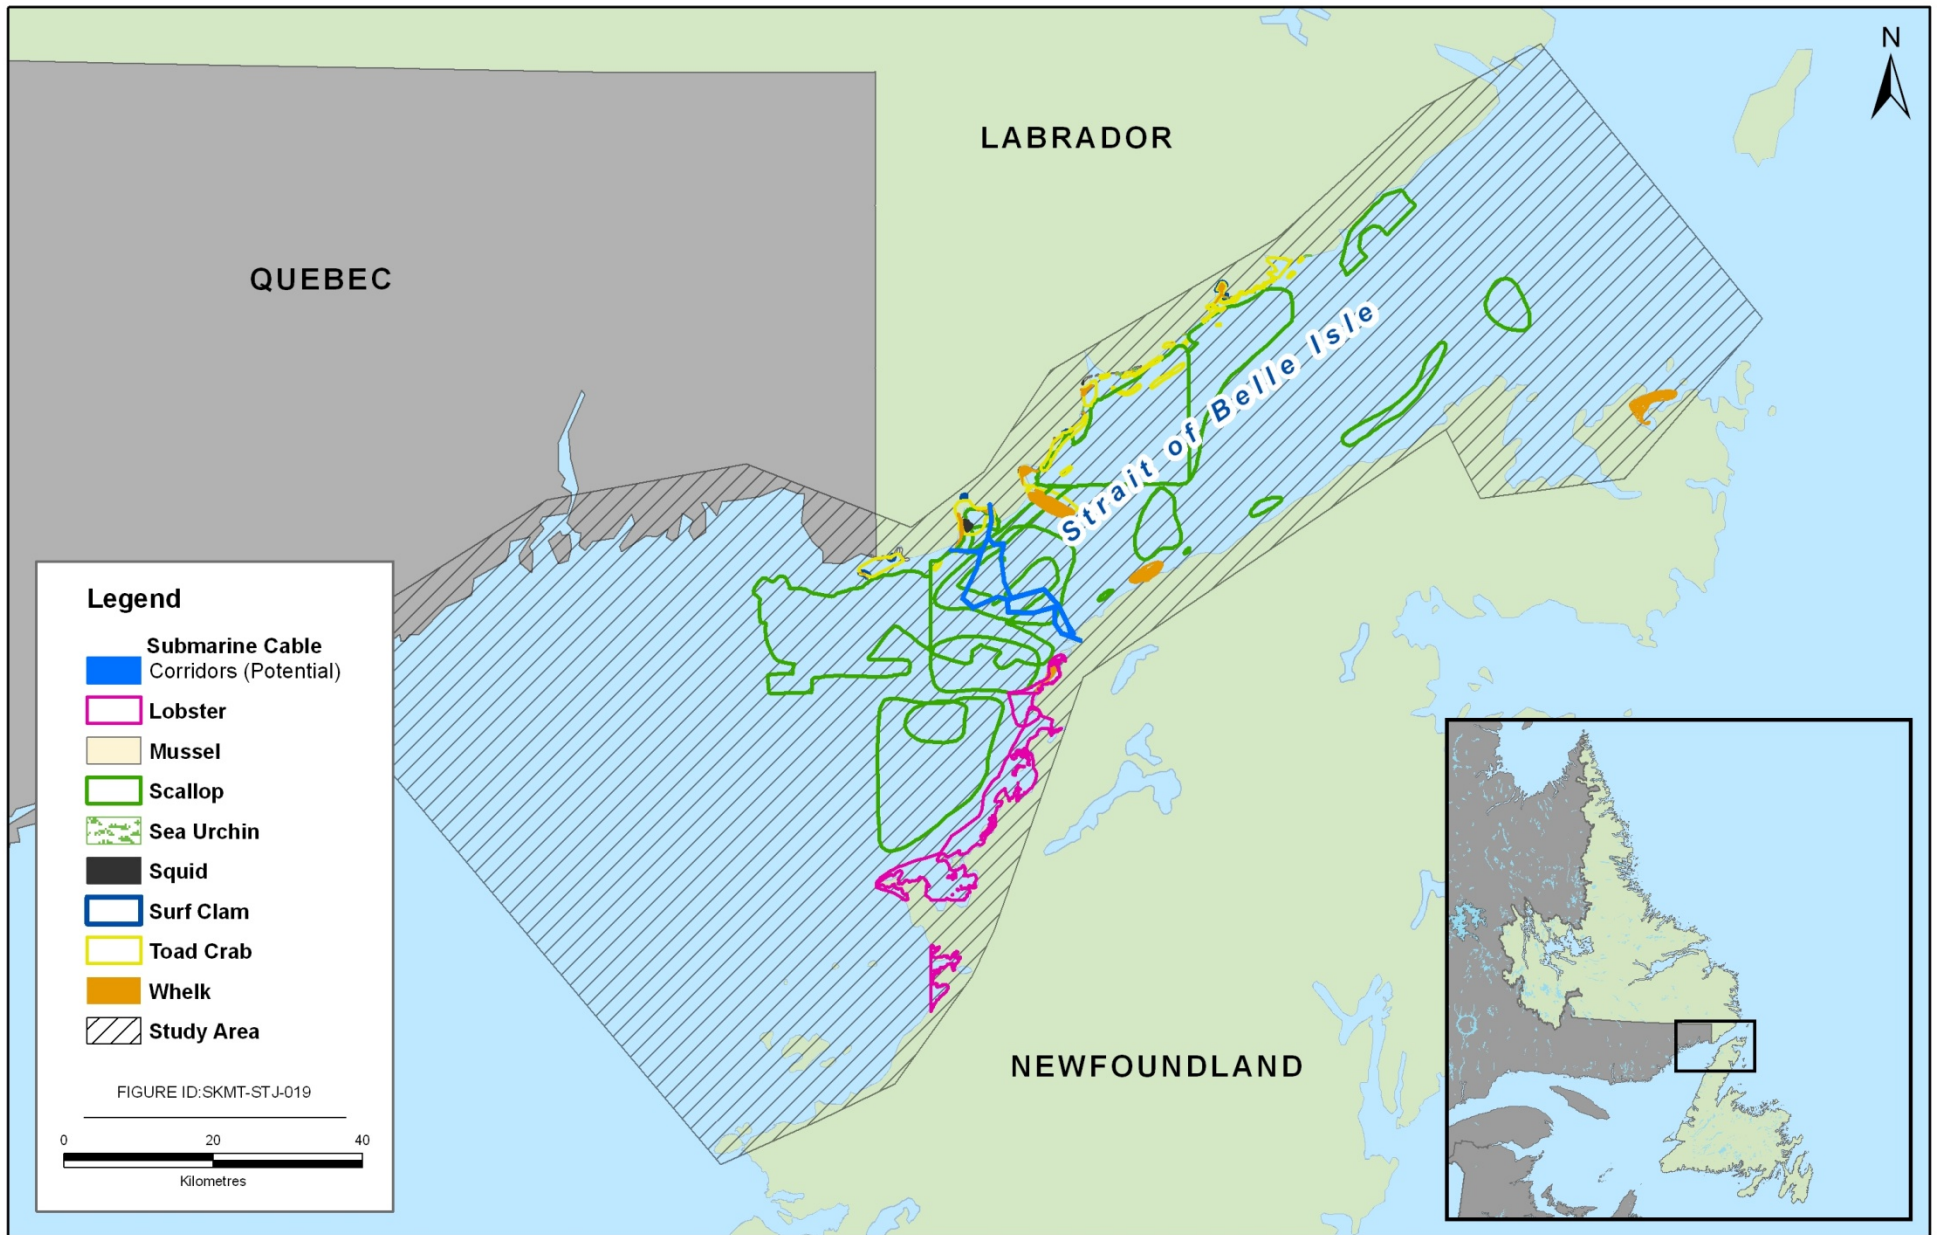 N
LABRADOR
QUEBEC
Strait of Belle Isle
NEWFOUNDLAND
Legend
Submarine Cable
Corridors (Potential)
Lobster
Mussel
Scallop
Sea Urchin
Squid
Surf Clam
Toad Crab
Whelk
Study Area
FIGURE ID:SKMT-STJ-019
0 20 40
Kilometres